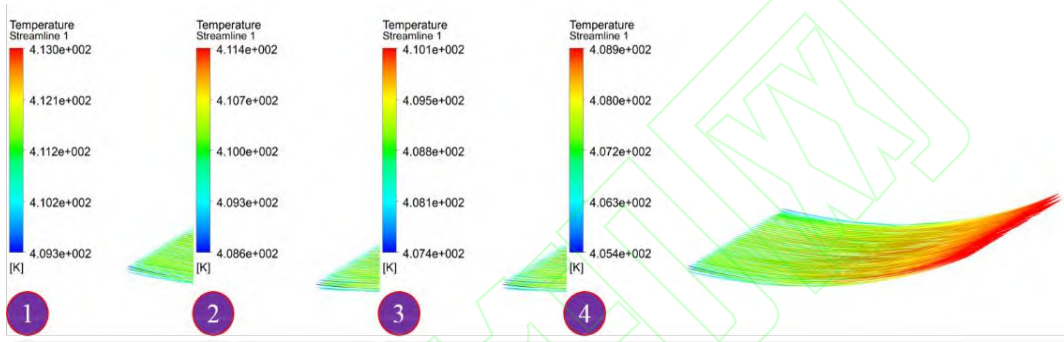 Temperature
Streamline 1
4.130e+002
4.121e+002
4.112e+002
4.102e+002
4.093e+002
[K]
1
Temperature
Streamline 1
4.114e+002
4.107e+002
4.100e+002
4.093e+002
4.086e+002
[K]
2
Temperature
Streamline 1
4.101e+002
4.095e+002
4.088e+002
4.081e+002
4.074e+002
[K]
3
Temperature
Streamline 1
4.089e+002
4.080e+002
4.072e+002
4.063e+002
4.054e+002
[K]
4